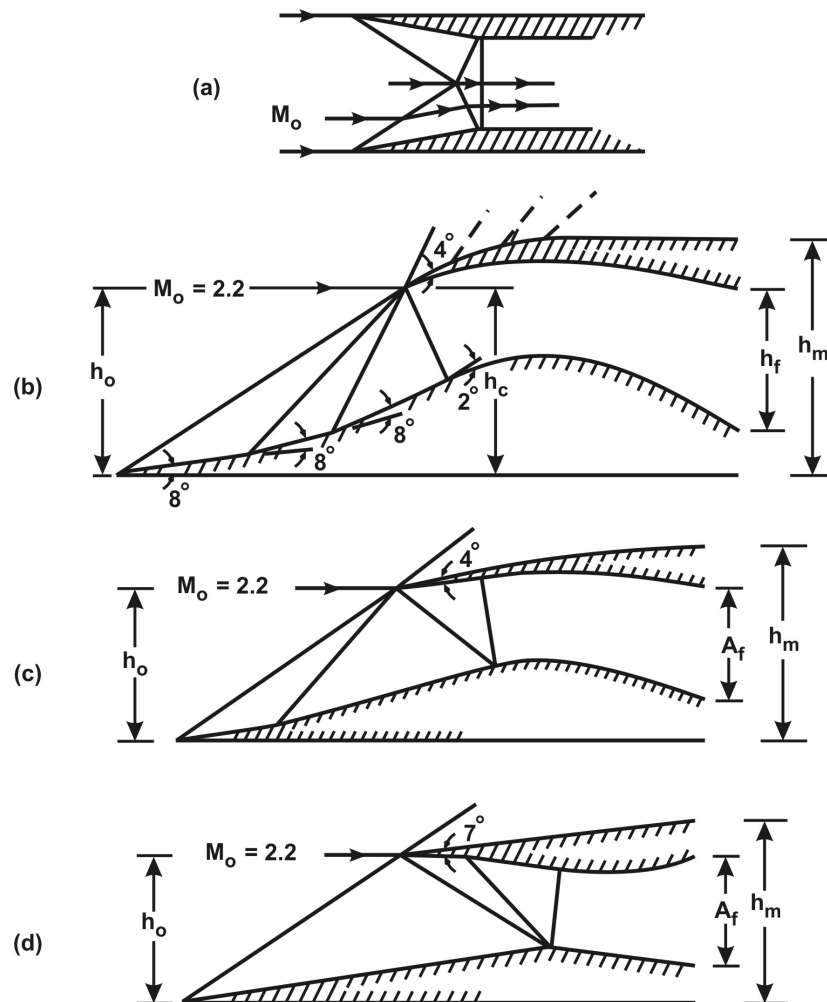 (a)
Mo
4°
Mo = 2.2
ho
hc
hf
hm
(b)
2°
8°
8°
8°
4°
Mo = 2.2
ho
Af
hm
(c)
7°
Mo = 2.2
ho
Af
hm
(d)